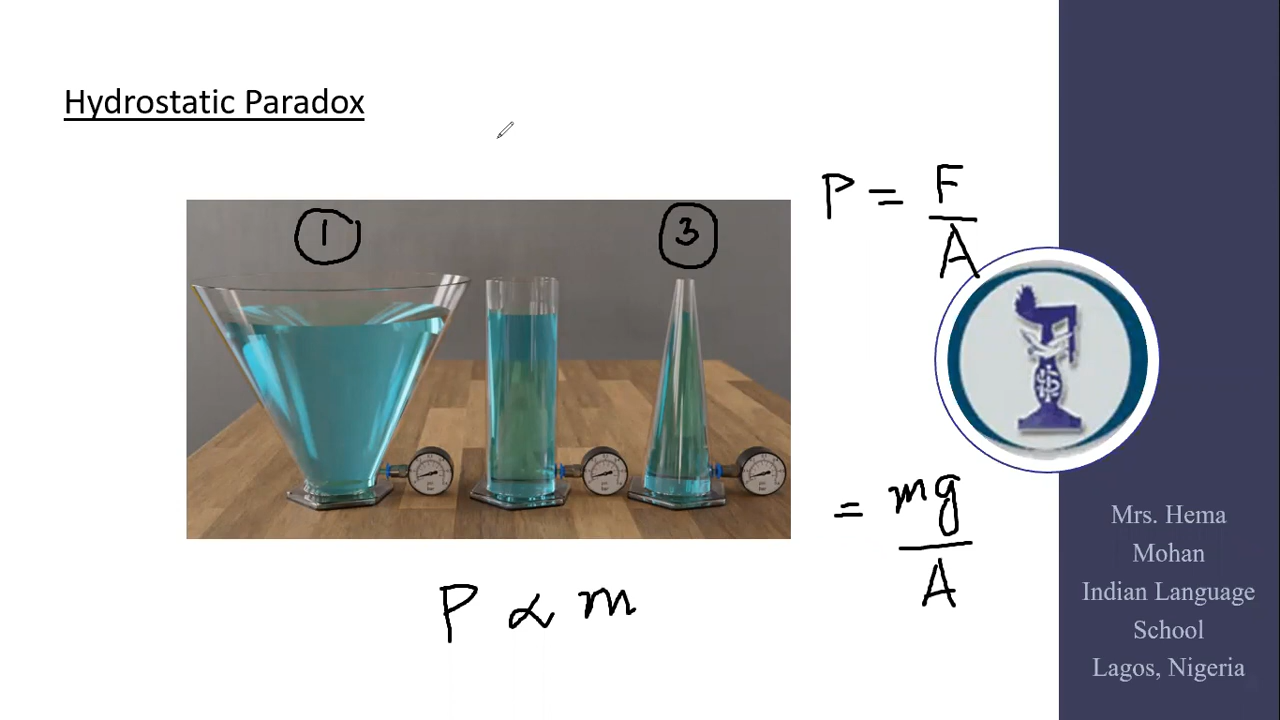 Hydrostatic Paradox
1
3
P = F
A
= mg
A
P ∝ m
Mrs. Hema
Mohan
Indian Language
School
Lagos, Nigeria